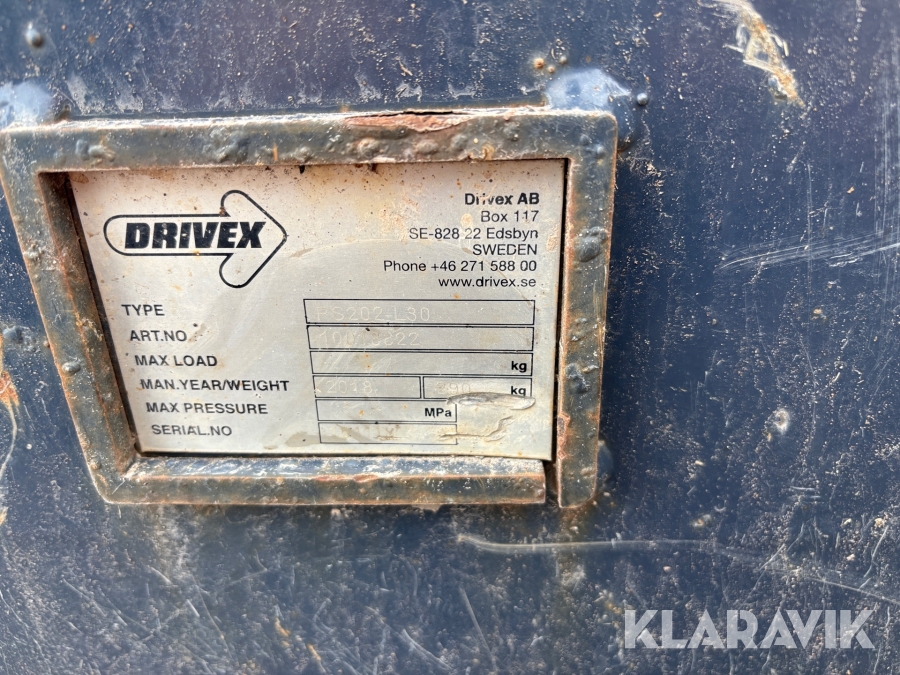 DRIVEX
Drivex AB
Box 117
SE-828 22 Edsbyn
SWEDEN
Phone +46 271 588 00
www.drivex.se
TYPE
ART.NO
MAX LOAD kg
MAN.YEAR/WEIGHT 2018 kg
MAX PRESSURE MPa
SERIAL.NO
KLARAVIK